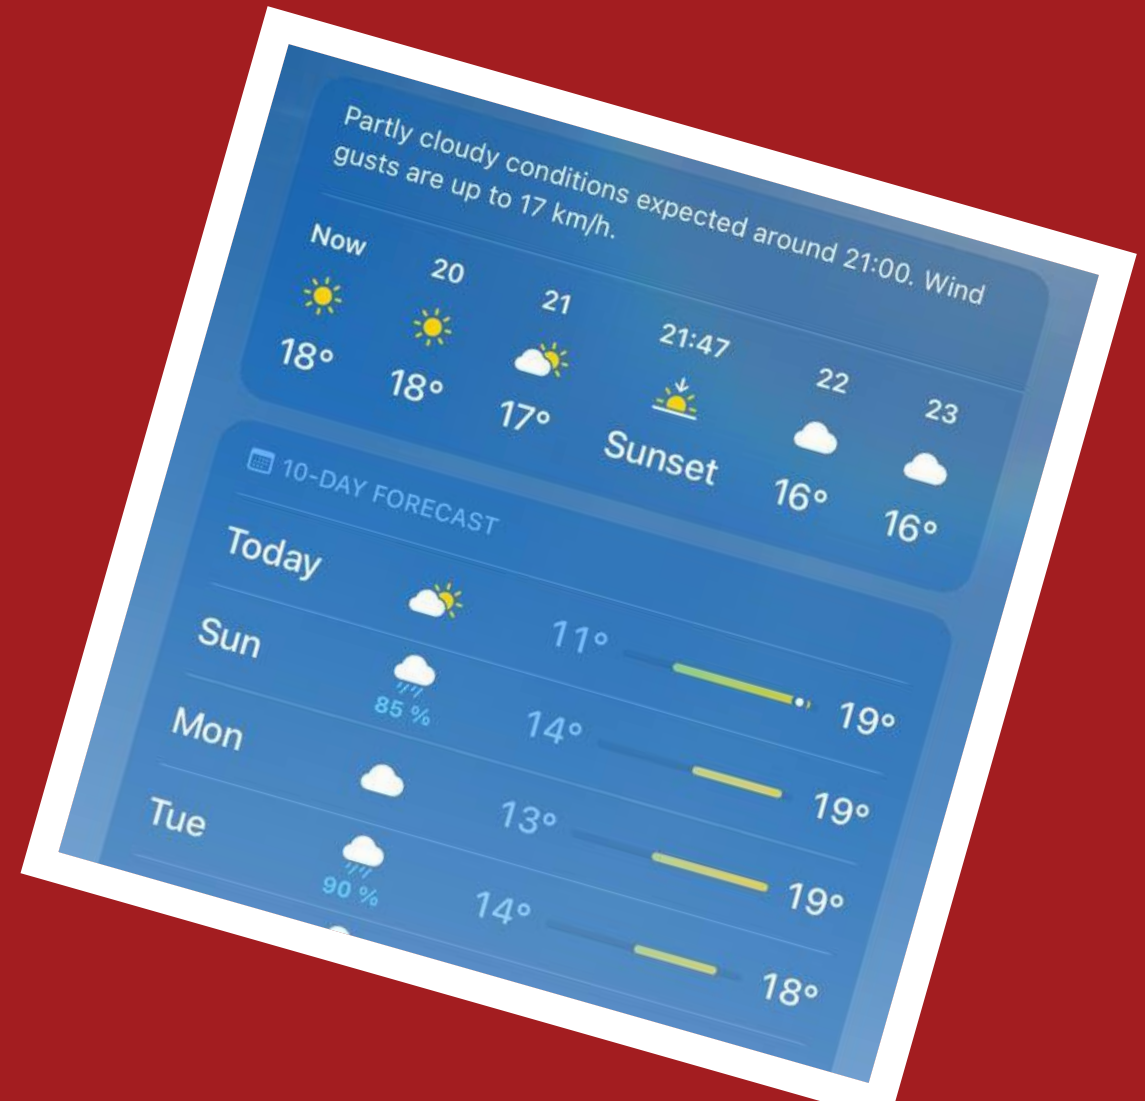 Partly cloudy conditions expected around 21:00. Wind
gusts are up to 17 km/h.
Now 20 21 21:47 22 23
18° 18° 17° Sunset 16° 16°
10-DAY FORECAST
Today 11° 19°
Sun 85 % 14° 19°
Mon 13° 19°
Tue 90 % 14° 18°